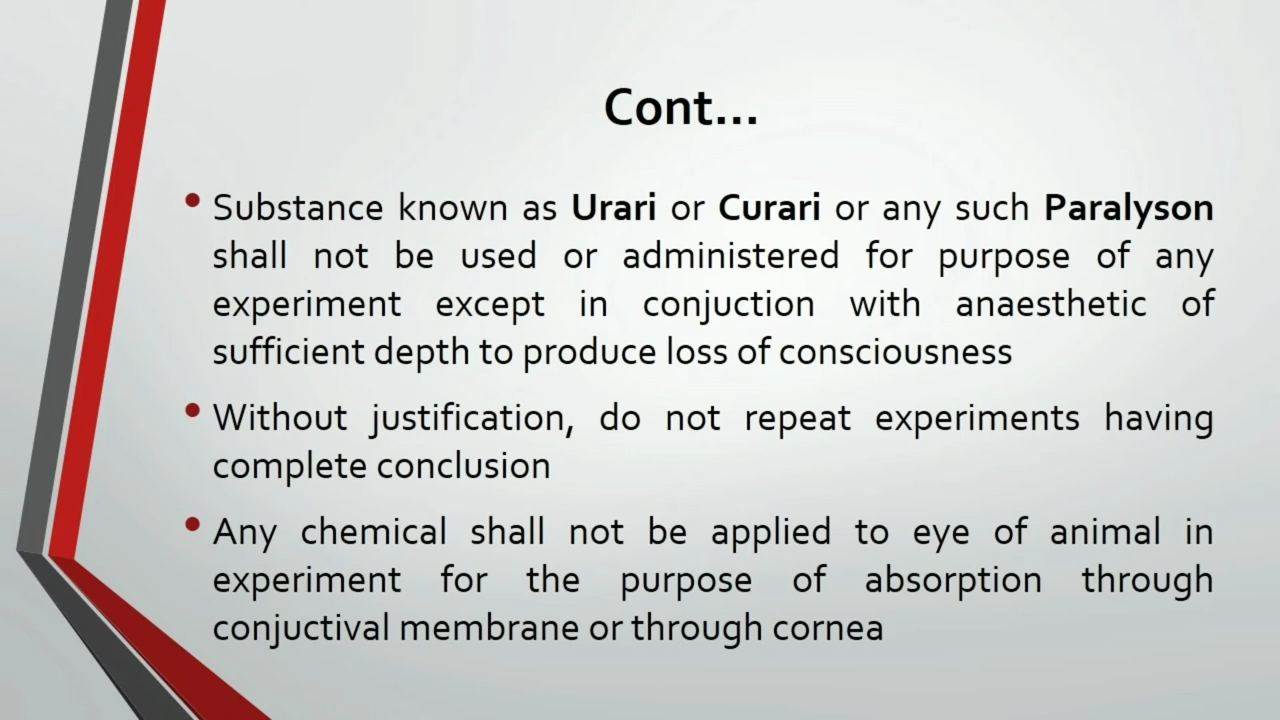 Cont...
• Substance known as Urari or Curari or any such Paralyson
shall not be used or administered for purpose of any
experiment except in conjuction with anaesthetic of
sufficient depth to produce loss of consciousness
• Without justification, do not repeat experiments having
complete conclusion
• Any chemical shall not be applied to eye of animal in
experiment for the purpose of absorption through
conjuctival membrane or through cornea